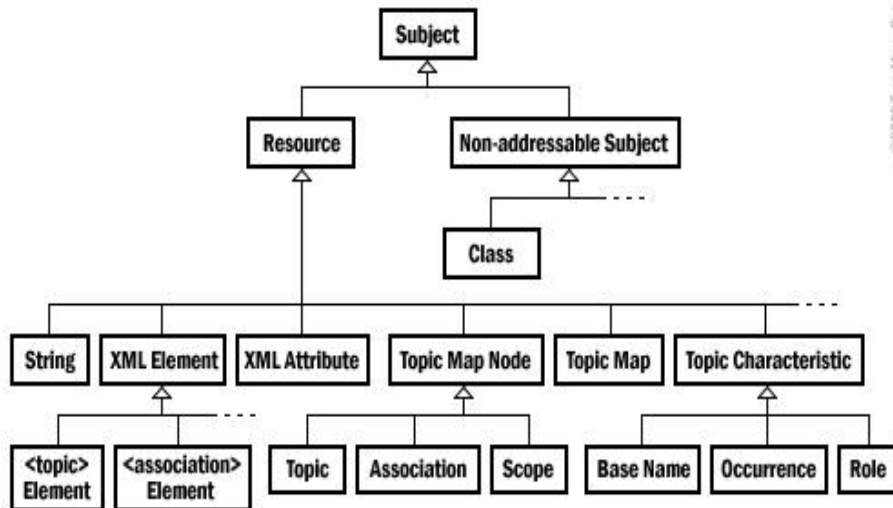 Subject
Resource
Non-addressable Subject
Class
String
XML Element
XML Attribute
Topic Map Node
Topic Map
Topic Characteristic
<topic>
Element
<association>
Element
Topic
Association
Scope
Base Name
Occurrence
Role